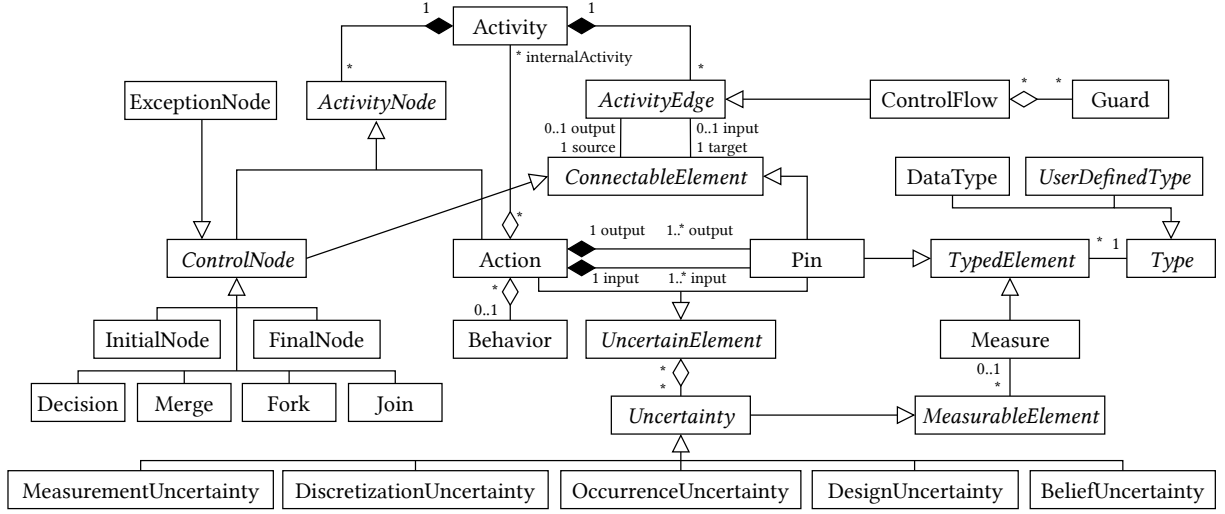 1
Activity
1
* internalActivity
*
*
ExceptionNode
ActivityNode
ActivityEdge
ControlFlow
*
*
Guard
0..1 output
0..1 input
1 source
1 target
ConnectableElement
DataType
UserDefinedType
*
ControlNode
Action
1 output
1..* output
Pin
TypedElement
* 1
Type
1 input
1..* input
*
0..1
InitialNode
FinalNode
Behavior
UncertainElement
Measure
Decision
Merge
Fork
Join
*
*
0..1
*
Uncertainty
MeasurableElement
MeasurementUncertainty
DiscretizationUncertainty
OccurrenceUncertainty
DesignUncertainty
BeliefUncertainty